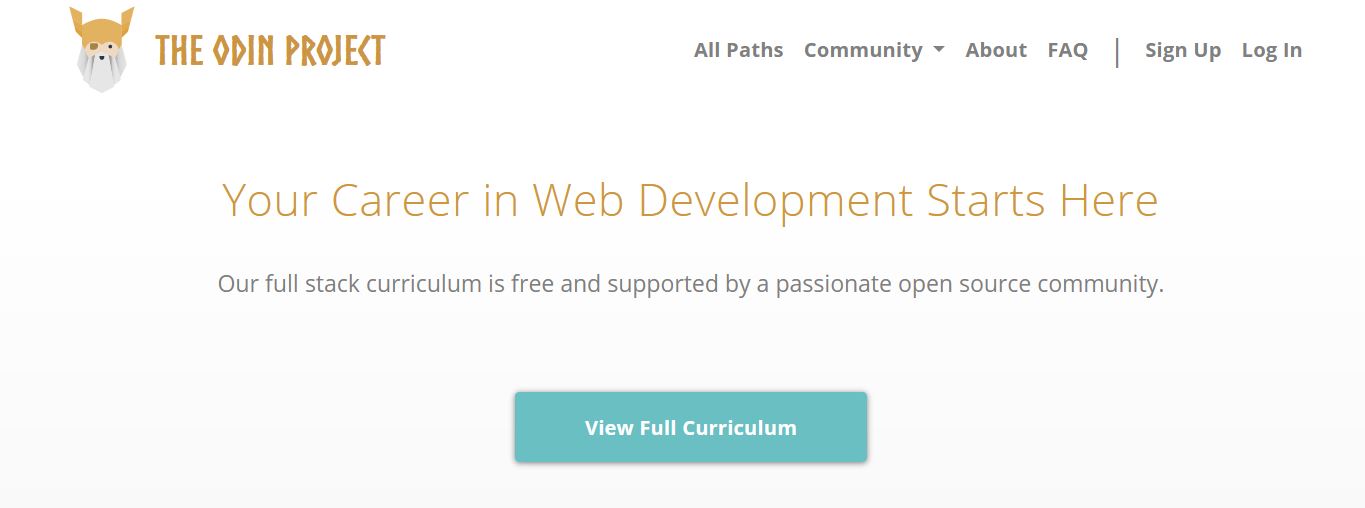 THE ODIN PROJECT
All Paths Community About FAQ | Sign Up Log In
Your Career in Web Development Starts Here
Our full stack curriculum is free and supported by a passionate open source community.
View Full Curriculum